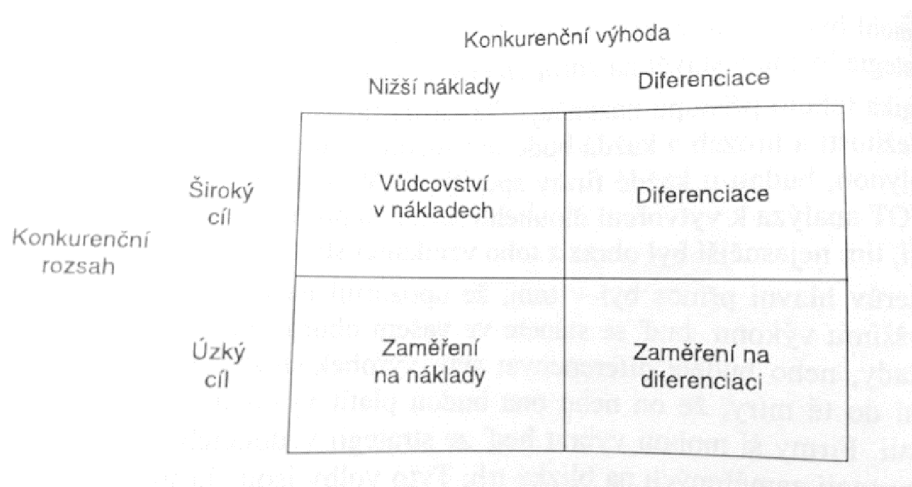 Konkurenční výhoda
Nižší náklady
Diferenciace
Široký
cíl
Vůdcovství
v nákladech
Diferenciace
Konkurenční
rozsah
Úzký
cíl
Zaměření
na náklady
Zaměření na
diferenciaci